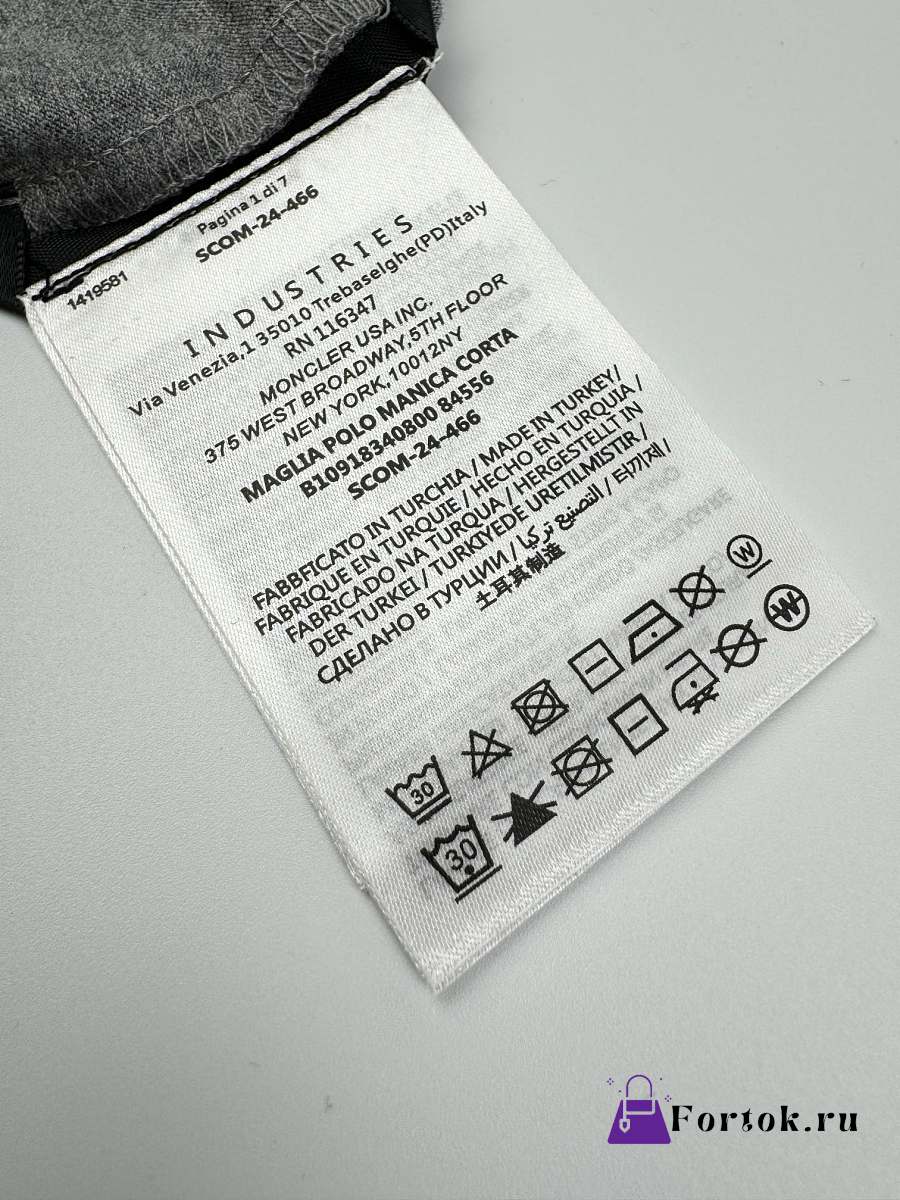 Pagina 1 di 7
SCOM-24-466
1419581
INDUSTRIES
Via Venezia,1 35010 Trebaselghe(PD)Italy
RN 116347
MONCLER USA INC.
375 WEST BROADWAY,5TH FLOOR
NEW YORK,10012NY
MAGLIA POLO MANICA CORTA
B10918340800 84556
SCOM-24-466
FABBFICATO IN TURCHIA / MADE IN TURKEY/
FABRIQUE EN TURQUIE / HECHO EN TURQUIA /
FABRICADO NA TURQUA / HERGESTELLT IN
DER TURKEI / TURKIYEDE URETILMISTIR /
СДЕЛАНО В ТУРЦИИ / التصنيع تركيا / 터키제 /
土耳其制造
30
W
30
W
Fortok.ru